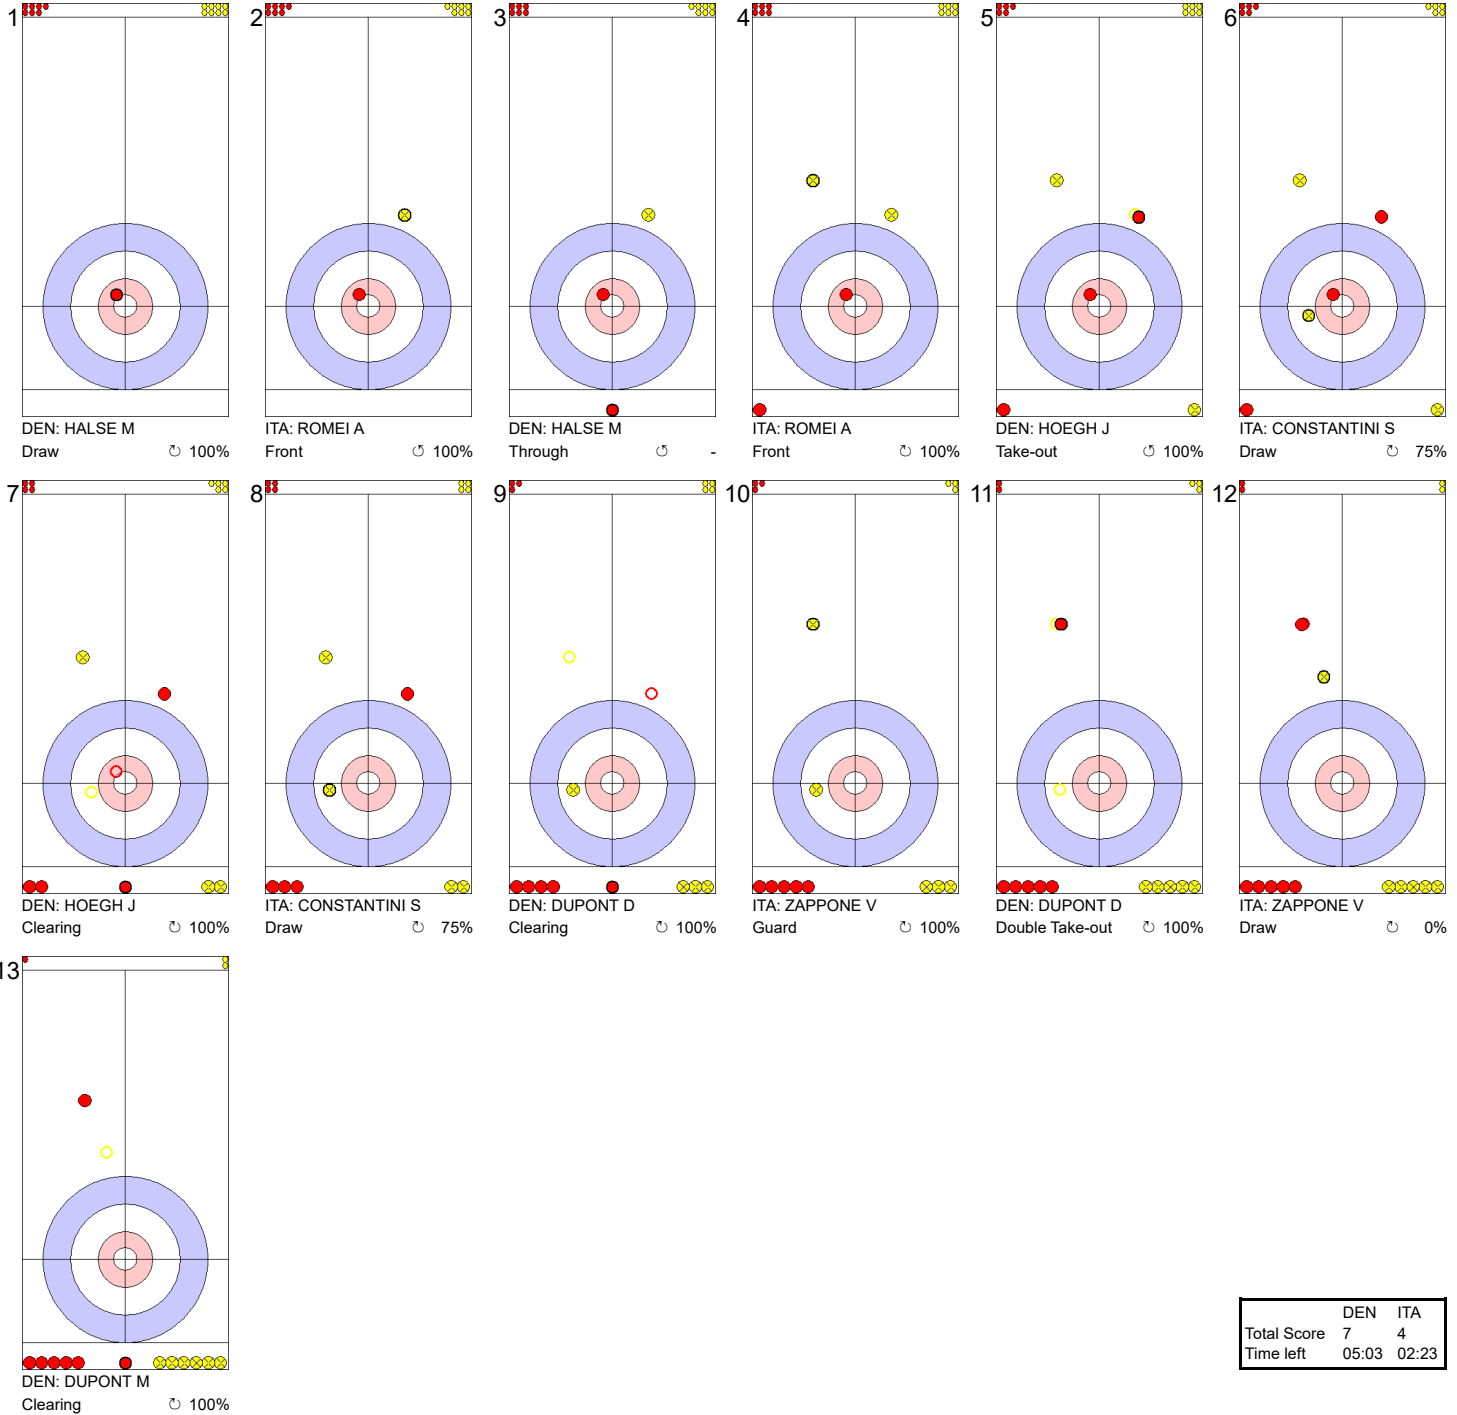 1 2 3 4 5 6
DEN: HALSE M ITA: ROMEI A DEN: HALSE M ITA: ROMEI A DEN: HOEGH J ITA: CONSTANTINI S
Draw ↻ 100% Front ↺ 100% Through ↺ - Front ↻ 100% Take-out ↺ 100% Draw ↻ 75%
7 8 9 10 11 12
DEN: HOEGH J ITA: CONSTANTINI S DEN: DUPONT D ITA: ZAPPONE V DEN: DUPONT D ITA: ZAPPONE V
Clearing ↻ 100% Draw ↻ 75% Clearing ↻ 100% Guard ↻ 100% Double Take-out ↻ 100% Draw ↻ 0%
13
DEN: DUPONT M
Clearing ↻ 100%
DEN ITA
Total Score 7 4
Time left 05:03 02:23